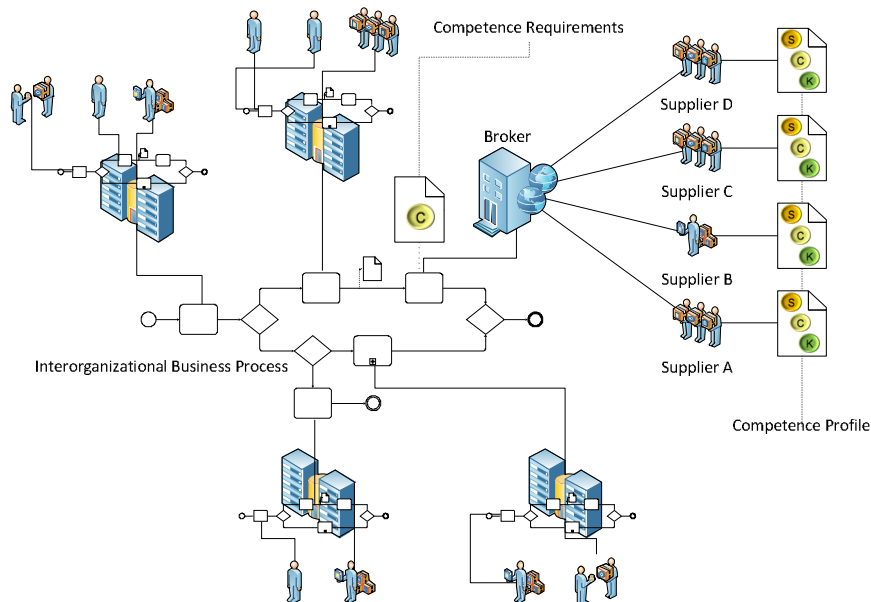 Competence Requirements
Broker
C
Supplier D
S
C
K
Supplier C
S
C
K
Supplier B
S
C
K
Supplier A
S
C
K
Interorganizational Business Process
Competence Profile